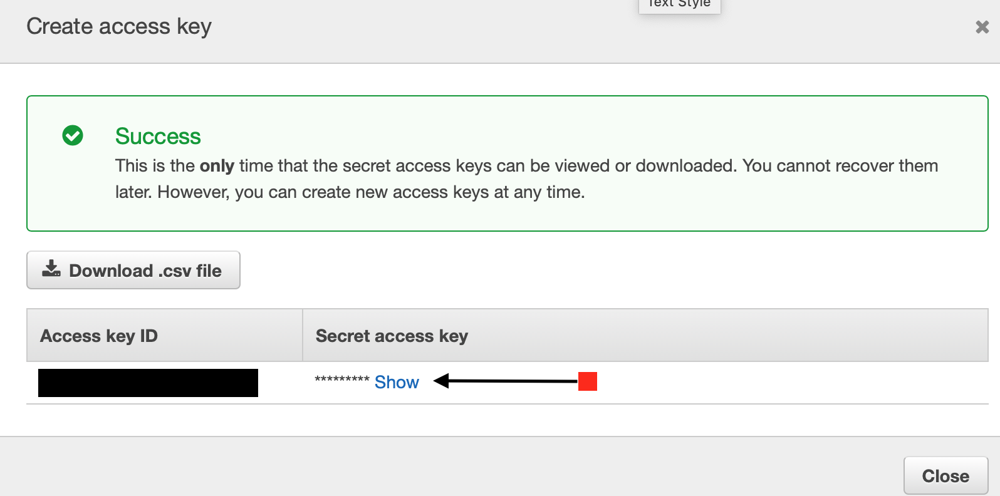 Text Style
Create access key
Success
This is the only time that the secret access keys can be viewed or downloaded. You cannot recover them
later. However, you can create new access keys at any time.
Download .csv file
Access key ID
Secret access key
********* Show
Close